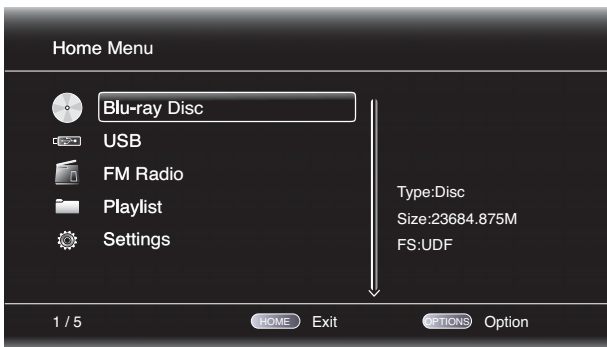 Home Menu
Blu-ray Disc
USB
FM Radio
Playlist
Settings
Type:Disc
Size:23684.875M
FS:UDF
1 / 5 HOME Exit OPTIONS Option